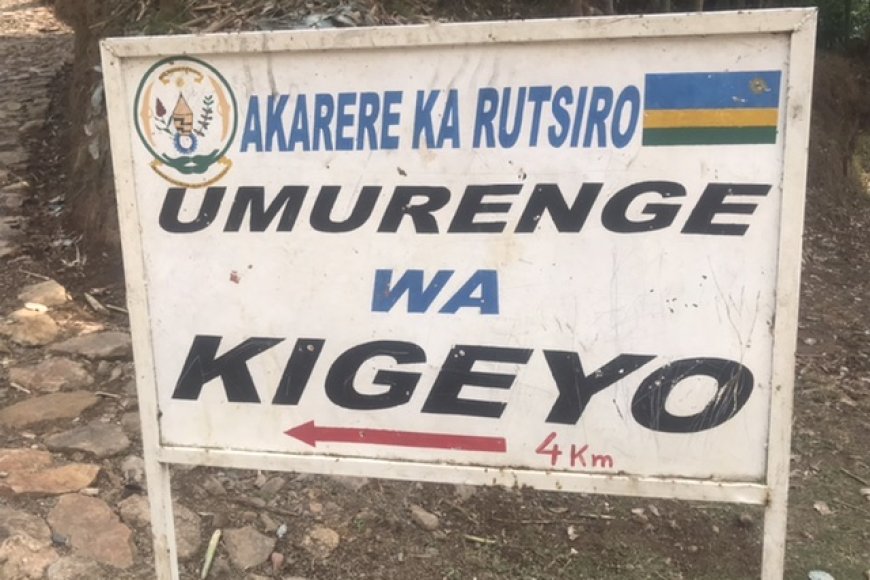 AKARERE KA RUTSIRO
UMURENGE
WA
KIGEYO
4 Km